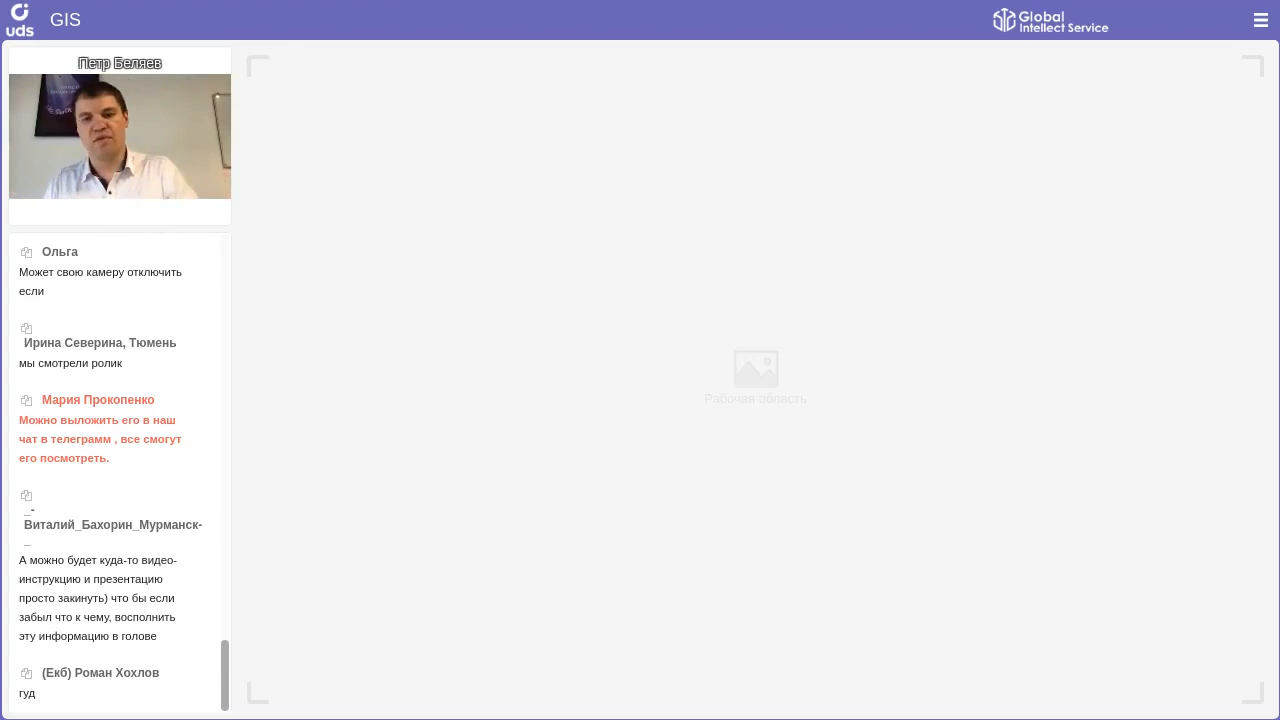 uds
GIS
Global
Intellect Service
Петр Беляев
Ольга
Может свою камеру отключить
если
Ирина Северина, Тюмень
мы смотрели ролик
Мария Прокопенко
Можно выложить его в наш
чат в телеграмм , все смогут
его посмотреть.
_-
Виталий_Бахорин_Мурманск-
_
А можно будет куда-то видео-
инструкцию и презентацию
просто закинуть) что бы если
забыл что к чему, восполнить
эту информацию в голове
(Екб) Роман Хохлов
гуд
Рабочая область